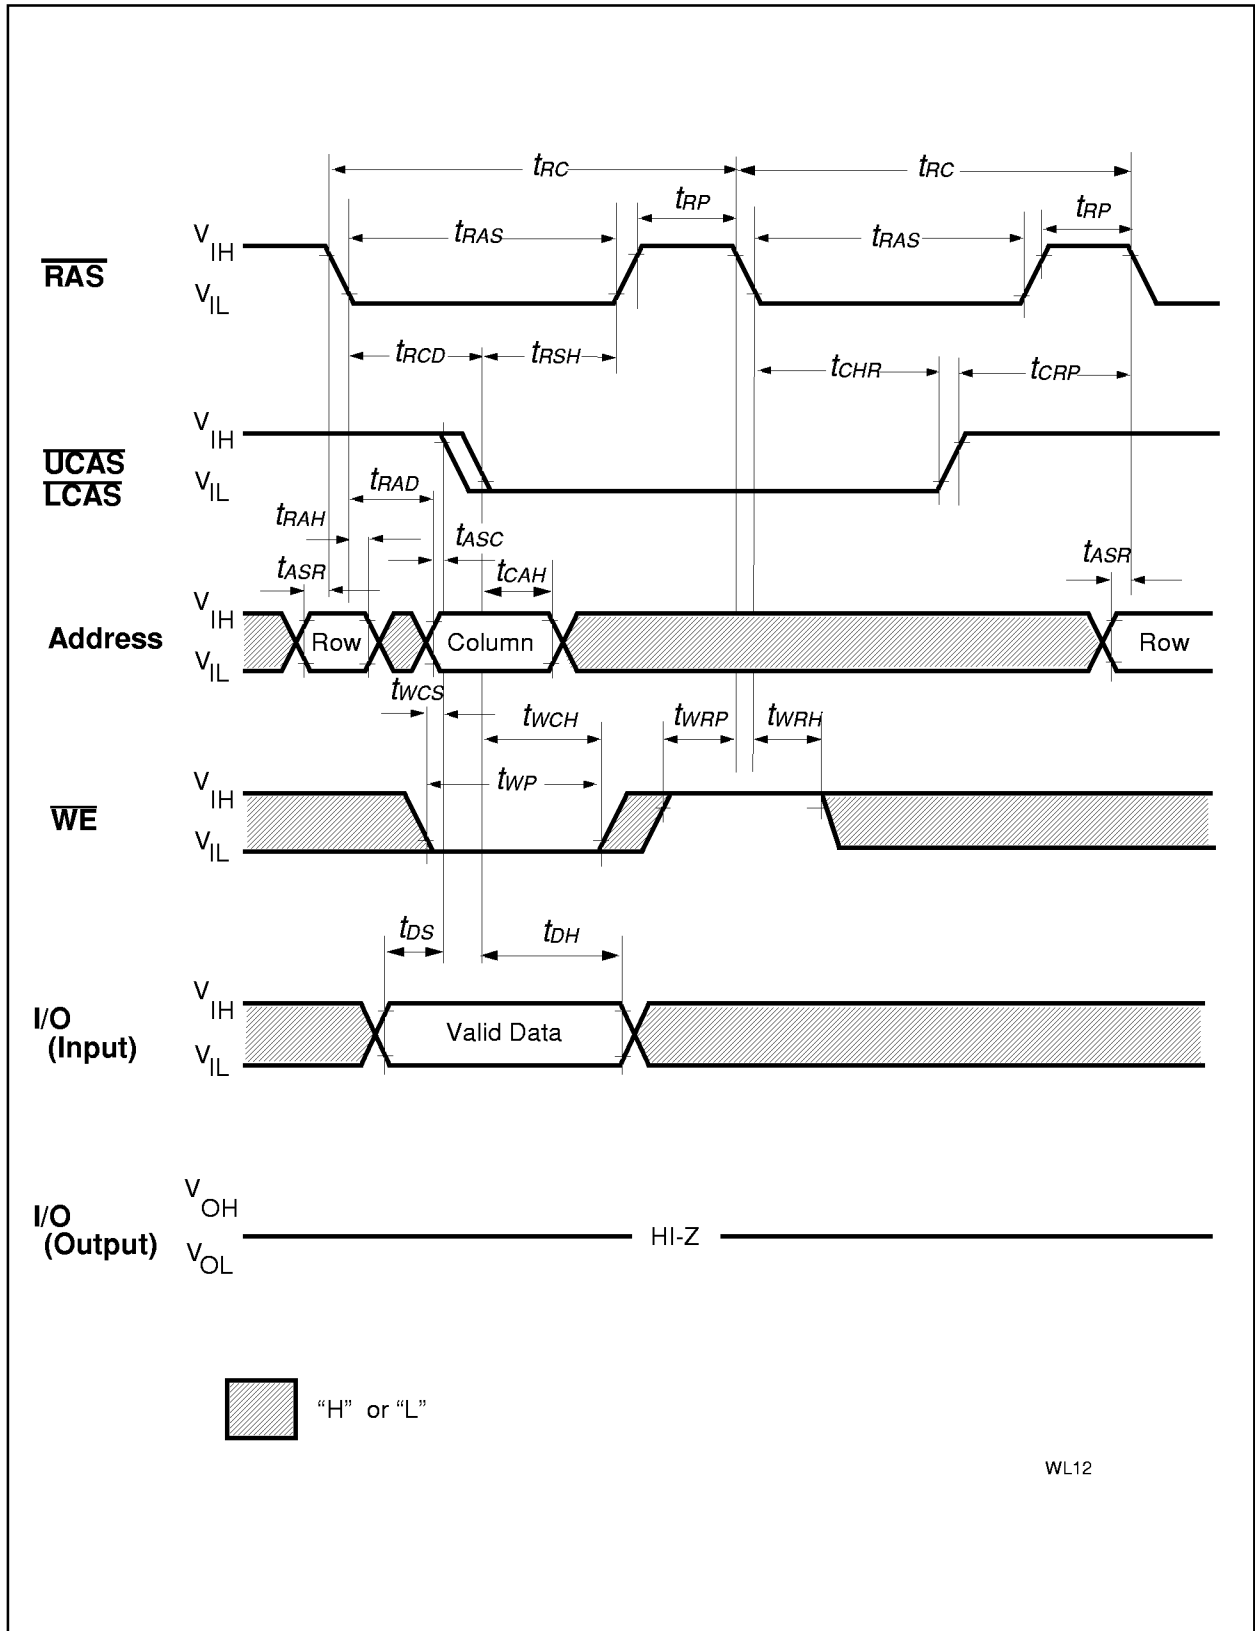 tRC tRC
tRP tRP
tRAS tRAS
RAS
VIH
VIL
tRCD tRSH
tCHR tCRP
UCAS
LCAS
VIH
VIL
tRAD
tRAH
tASC
tASR tCAH tASR
Address
VIH
VIL
Row Column Row
tWCS
tWCH tWRP tWRH
tWP
WE
VIH
VIL
tDS tDH
I/O
(Input)
VIH
VIL
Valid Data
I/O
(Output)
VOH
VOL
HI-Z
“H” or “L”
WL12